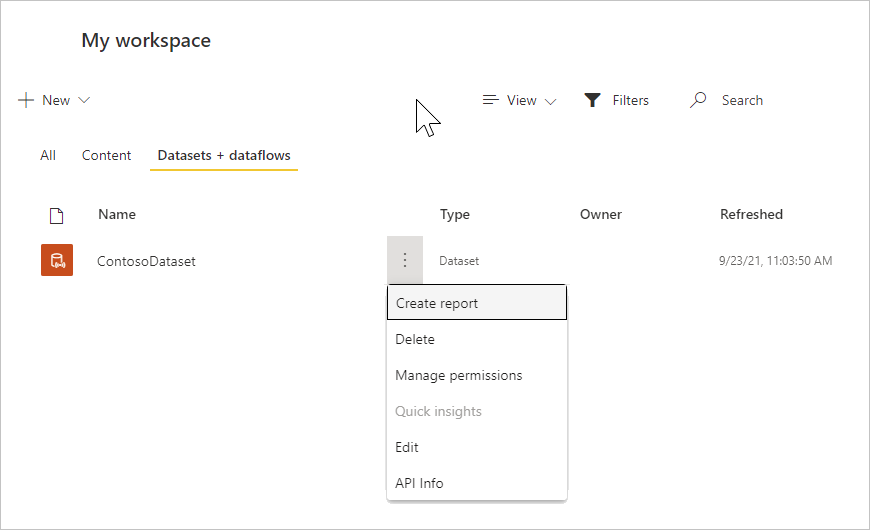 My workspace
New
View
Filters
Search
All
Content
Datasets + dataflows
Name
Type
Owner
Refreshed
ContosoDataset
Dataset
9/23/21, 11:03:50 AM
Create report
Delete
Manage permissions
Quick insights
Edit
API Info